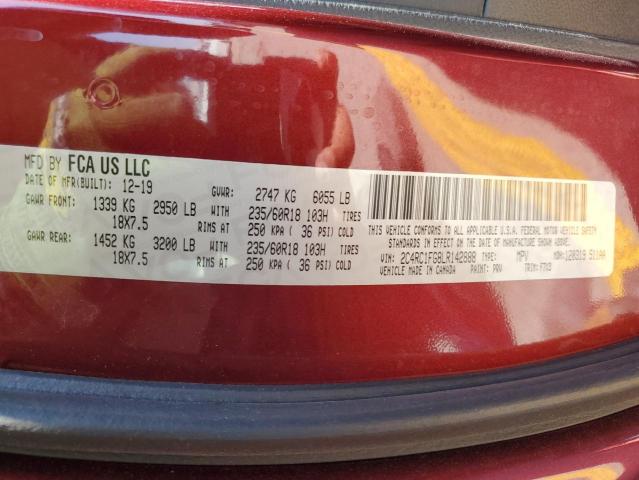 MFD BY FCA US LLC
DATE OF MFR(BUILT): 12-19 GVWR: 2747 KG 6055 LB
GAWR FRONT: 1339 KG 2950 LB WITH 235/60R18 103H TIRES
18X7.5 RIMS AT 250 KPA ( 36 PSI) COLD
GAWR REAR: 1452 KG 3200 LB WITH 235/60R18 103H TIRES
18X7.5 RIMS AT 250 KPA ( 36 PSI) COLD
THIS VEHICLE CONFORMS TO ALL APPLICABLE U.S.A. FEDERAL MOTOR VEHICLE SAFETY
STANDARDS IN EFFECT ON THE DATE OF MANUFACTURE SHOWN ABOVE.
VIN: 2C4RC1FG8LR142888 TYPE: MPV MDH: 120319 511AA
VEHICLE MADE IN CANADA PAINT: PRV TRIM: